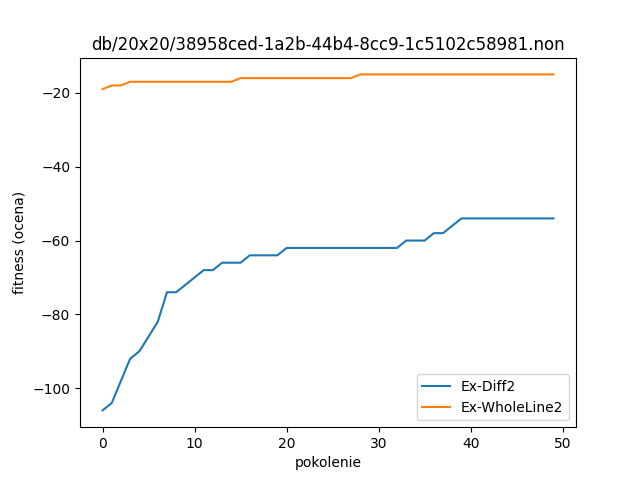 db/20x20/38958ced-1a2b-44b4-8cc9-1c5102c58981.non
fitness (ocena)
−20
−40
−60
−80
−100
0 10 20 30 40 50
pokolenie
Ex-Diff2
Ex-WholeLine2